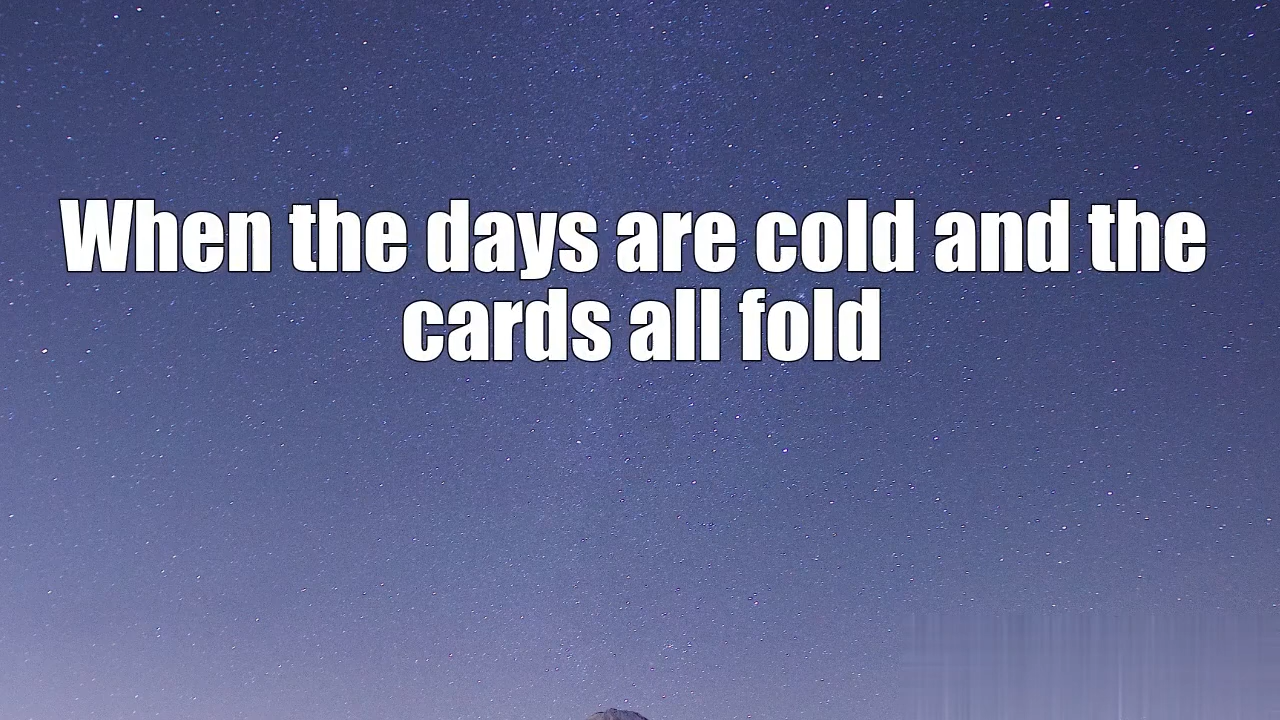 When the days are cold and the
cards all fold